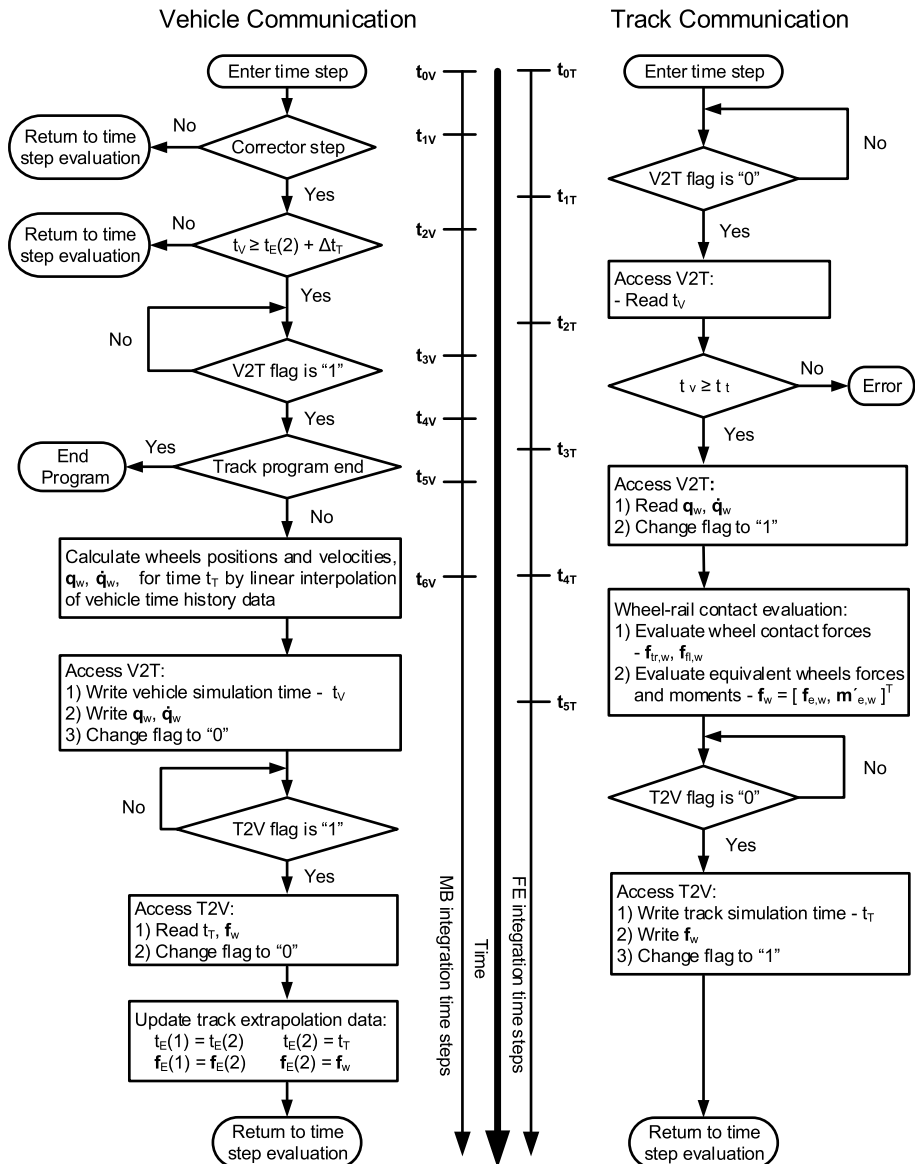 Vehicle Communication
Enter time step
Corrector step
No
Return to time
step evaluation
Yes
tV ≥ tE(2) + ΔtT
No
Return to time
step evaluation
Yes
No
V2T flag is “1”
Yes
Track program end
Yes
End
Program
No
Calculate wheels positions and velocities,
qw, q̇w, for time tT by linear interpolation
of vehicle time history data
Access V2T:
1) Write vehicle simulation time - tV
2) Write qw, q̇w
3) Change flag to “0”
No
T2V flag is “1”
Yes
Access T2V:
1) Read tT, fw
2) Change flag to “0”
Update track extrapolation data:
tE(1) = tE(2) tE(2) = tT
fE(1) = fE(2) fE(2) = fw
Return to time
step evaluation
t0V
t1V
t2V
t3V
t4V
t5V
t6V
MB integration time steps
Time
t0T
t1T
t2T
t3T
t4T
t5T
FE integration time steps
Track Communication
Enter time step
No
V2T flag is “0”
Yes
Access V2T:
- Read tV
t v ≥ t t
No
Error
Yes
Access V2T:
1) Read qw, q̇w
2) Change flag to “1”
Wheel-rail contact evaluation:
1) Evaluate wheel contact forces
- ftr,w, ffl,w
2) Evaluate equivalent wheels forces
and moments - fw = [ fe,w, m´e,w ]T
No
T2V flag is “0”
Yes
Access T2V:
1) Write track simulation time - tT
2) Write fw
3) Change flag to “1”
Return to time
step evaluation